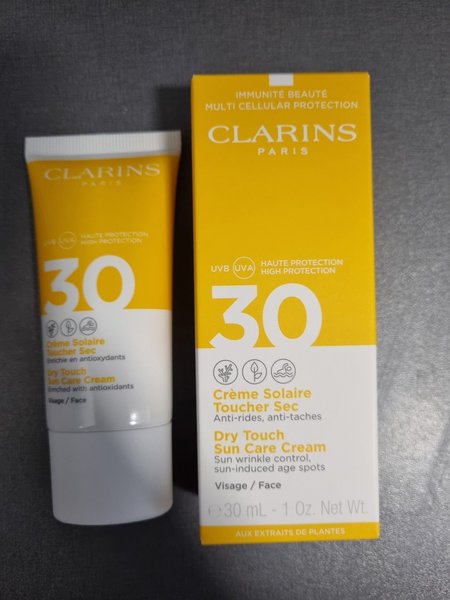 CLARINS
PARIS
UVB UVA
HAUTE PROTECTION
HIGH PROTECTION
30
Crème Solaire
Toucher Sec
Enrichie en antioxydants
Dry Touch
Sun Care Cream
Enriched with antioxidants
Visage / Face
IMMUNITÉ BEAUTÉ
MULTI CELLULAR PROTECTION
CLARINS
PARIS
UVB UVA
HAUTE PROTECTION
HIGH PROTECTION
30
Crème Solaire
Toucher Sec
Anti-rides, anti-taches
Dry Touch
Sun Care Cream
Sun wrinkle control,
sun-induced age spots
Visage / Face
℮30 mL - 1 Oz. Net Wt.
AUX EXTRAITS DE PLANTES